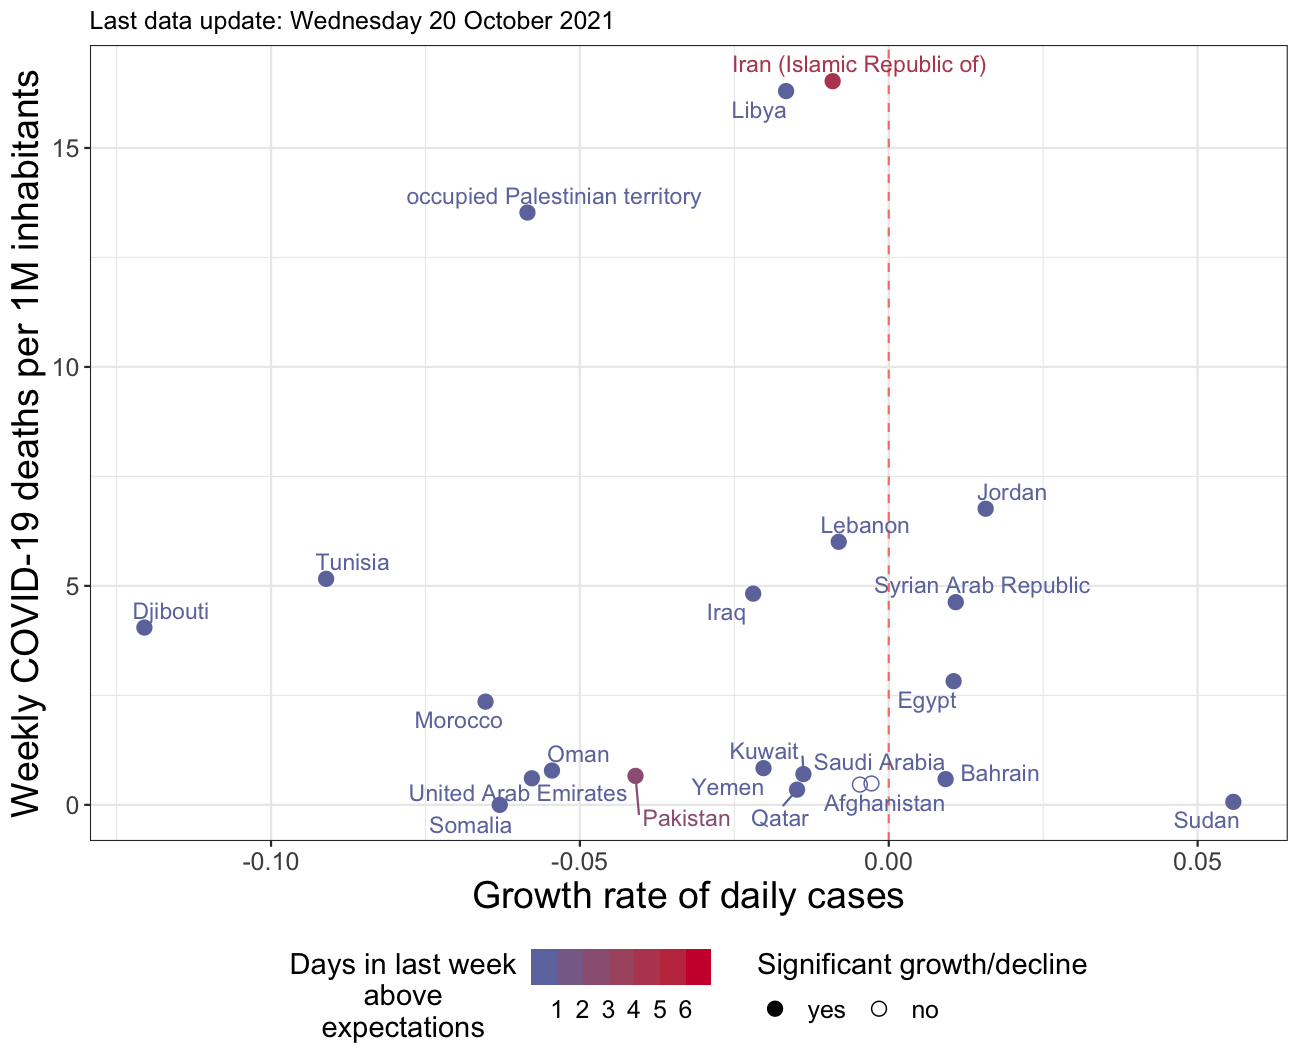 Last data update: Wednesday 20 October 2021
Weekly COVID-19 deaths per 1M inhabitants
15
10
5
0
Iran (Islamic Republic of)
Libya
occupied Palestinian territory
Jordan
Lebanon
Tunisia
Syrian Arab Republic
Djibouti
Iraq
Egypt
Morocco
Oman
Kuwait
Saudi Arabia
Bahrain
Yemen
United Arab Emirates
Afghanistan
Somalia
Pakistan
Qatar
Sudan
-0.10
-0.05
0.00
0.05
Growth rate of daily cases
Days in last week
above
expectations
1 2 3 4 5 6
Significant growth/decline
yes
no